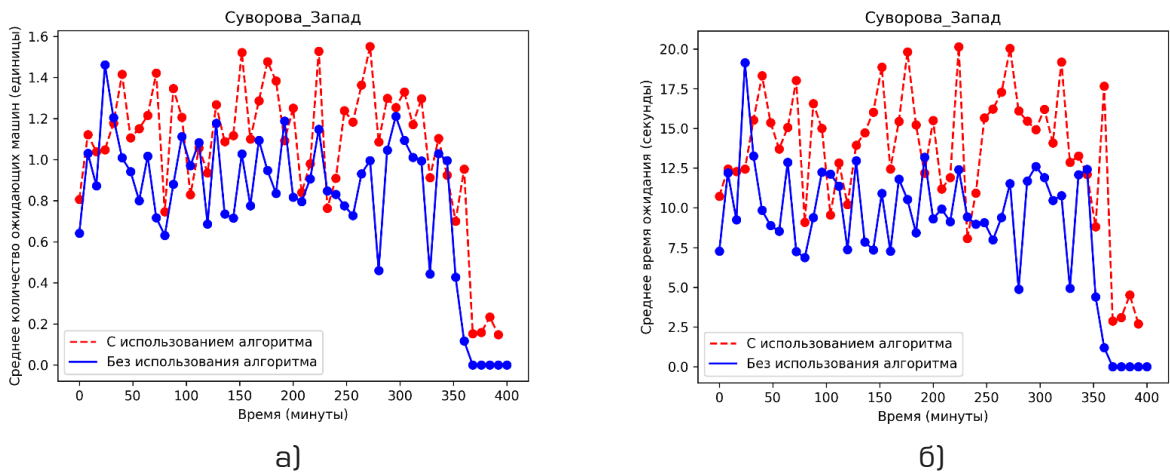 Суворова_Запад
Среднее количество ожидающих машин (единицы)
1.6
1.4
1.2
1.0
0.8
0.6
0.4
0.2
0.0
С использованием алгоритма
Без использования алгоритма
0 50 100 150 200 250 300 350 400
Время (минуты)
а)
Суворова_Запад
Среднее время ожидания (секунды)
20.0
17.5
15.0
12.5
10.0
7.5
5.0
2.5
0.0
С использованием алгоритма
Без использования алгоритма
0 50 100 150 200 250 300 350 400
Время (минуты)
б)